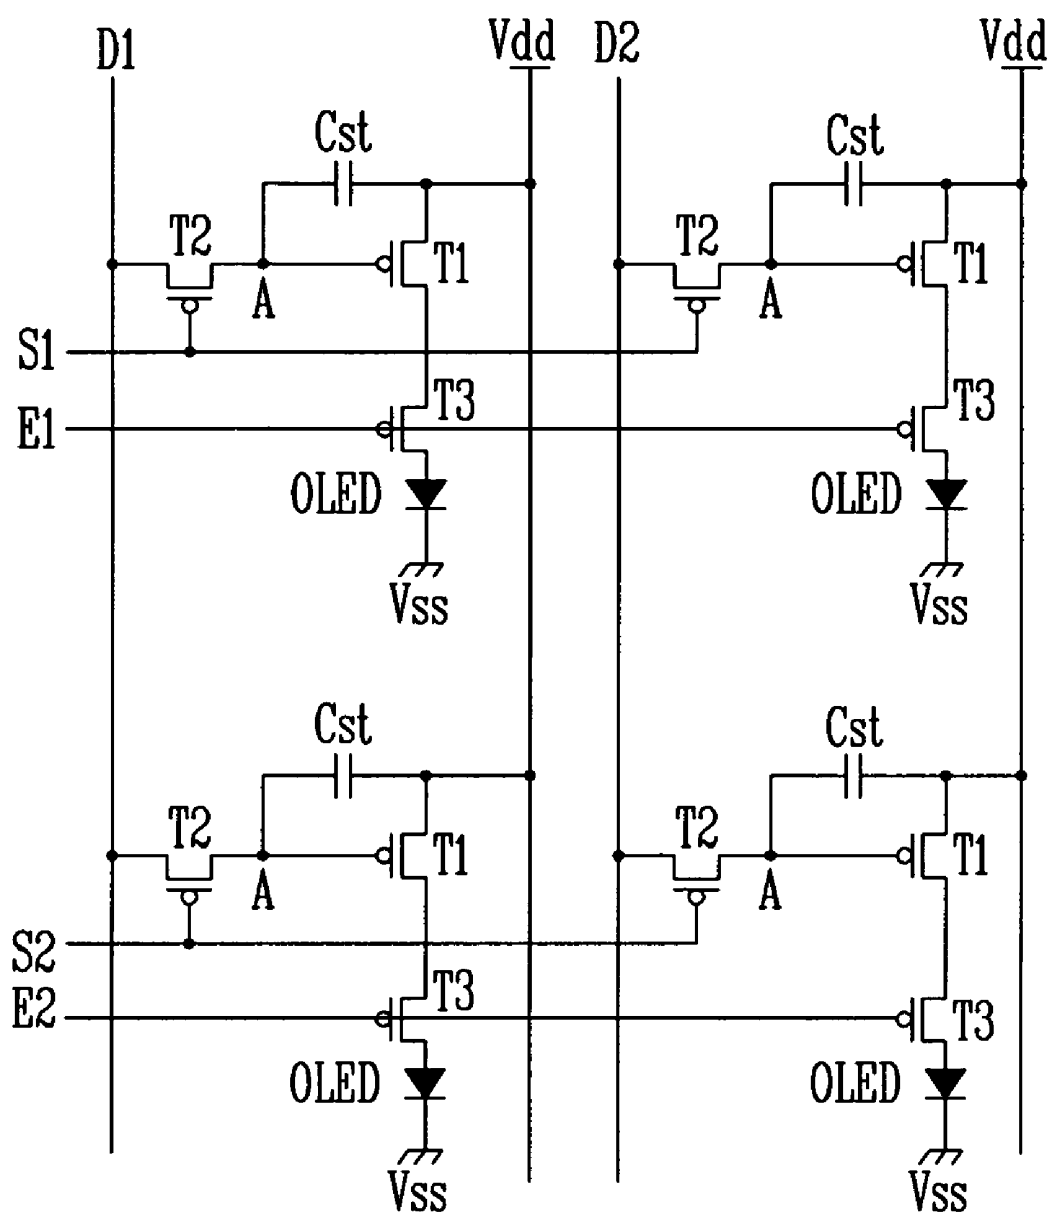 D1 Vdd D2 Vdd
Cst Cst
T2 T1 T2 T1
A A
S1
T3 T3
E1
OLED OLED
Vss Vss
Cst Cst
T2 T1 T2 T1
A A
S2
T3
E2 T3
OLED OLED
Vss Vss